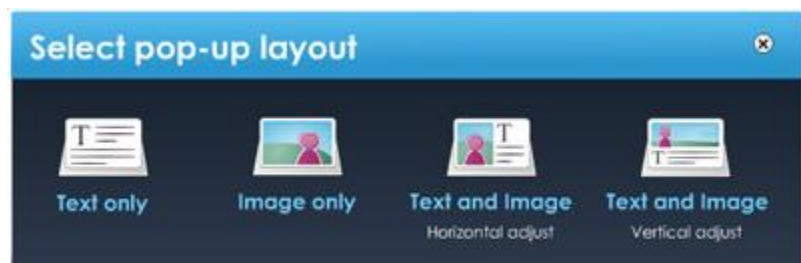 Select pop-up layout
T
T
T
Text only
Image only
Text and Image
Text and Image
Horizontal adjust
Vertical adjust